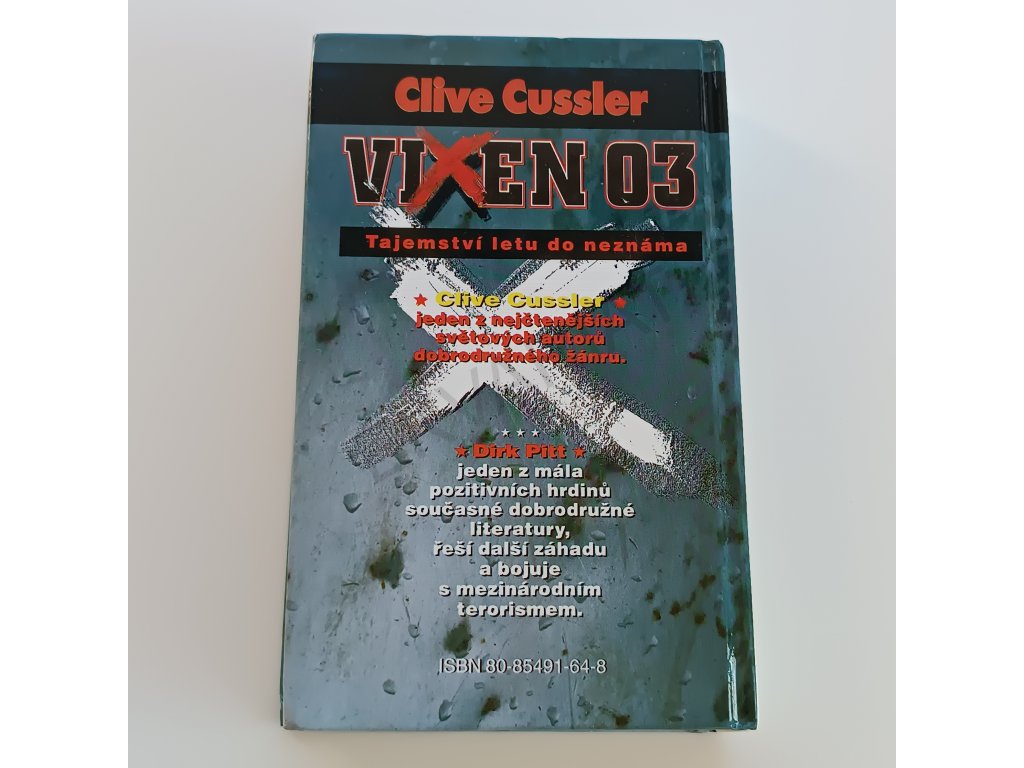 Clive Cussler
VIXEN 03
Tajemství letu do neznáma
★ Clive Cussler ★
jeden z nejčtenějších
světových autorů
dobrodružného žánru.
★ ★ ★
★ Dirk Pitt ★
jeden z mála
pozitivních hrdinů
současné dobrodružné
literatury,
řeší další záhadu
a bojuje
s mezinárodním
terorismem.
ISBN 80-85491-64-8